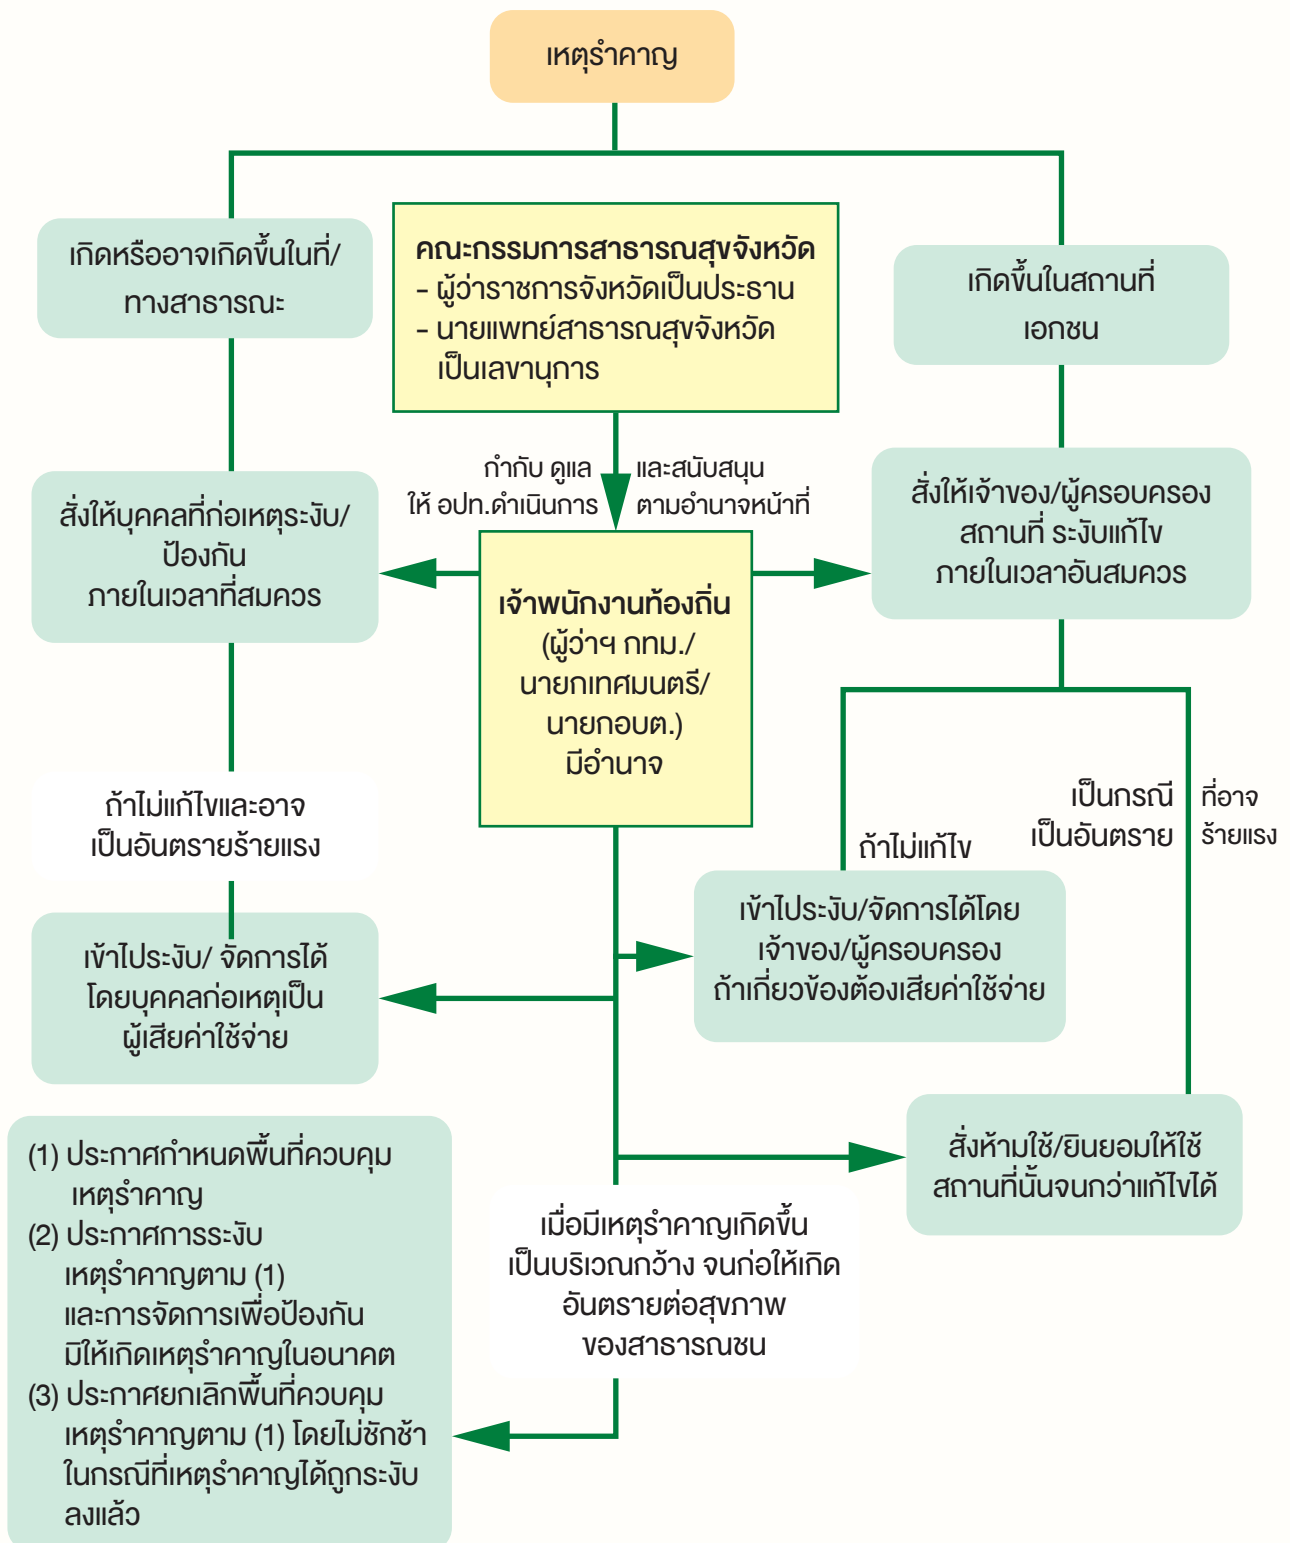 เหตุรำคาญ
เกิดหรืออาจเกิดขึ้นในที่/
ทางสาธารณะ
คณะกรรมการสาธารณสุขจังหวัด
- ผู้ว่าราชการจังหวัดเป็นประธาน
- นายแพทย์สาธารณสุขจังหวัด
เป็นเลขานุการ
เกิดขึ้นในสถานที่
เอกชน
กำกับ ดูแล และสนับสนุน
ให้ อปท.ดำเนินการ ตามอำนาจหน้าที่
สั่งให้บุคคลที่ก่อเหตุระงับ/
ป้องกัน
ภายในเวลาที่สมควร
เจ้าพนักงานท้องถิ่น
(ผู้ว่าฯ กทม./
นายกเทศมนตรี/
นายกอบต.)
มีอำนาจ
สั่งให้เจ้าของ/ผู้ครอบครอง
สถานที่ ระงับแก้ไข
ภายในเวลาอันสมควร
ถ้าไม่แก้ไขและอาจ
เป็นอันตรายร้ายแรง
ถ้าไม่แก้ไข
เป็นกรณี ที่อาจ
เป็นอันตราย ร้ายแรง
เข้าไประงับ/ จัดการได้
โดยบุคคลก่อเหตุเป็น
ผู้เสียค่าใช้จ่าย
เข้าไประงับ/จัดการได้โดย
เจ้าของ/ผู้ครอบครอง
ถ้าเกี่ยวข้องต้องเสียค่าใช้จ่าย
สั่งห้ามใช้/ยินยอมให้ใช้
สถานที่นั้นจนกว่าแก้ไขได้
เมื่อมีเหตุรำคาญเกิดขึ้น
เป็นบริเวณกว้าง จนก่อให้เกิด
อันตรายต่อสุขภาพ
ของสาธารณชน
(1) ประกาศกำหนดพื้นที่ควบคุม
เหตุรำคาญ
(2) ประกาศการระงับ
เหตุรำคาญตาม (1)
และการจัดการเพื่อป้องกัน
มิให้เกิดเหตุรำคาญในอนาคต
(3) ประกาศยกเลิกพื้นที่ควบคุม
เหตุรำคาญตาม (1) โดยไม่ชักช้า
ในกรณีที่เหตุรำคาญได้ถูกระงับ
ลงแล้ว